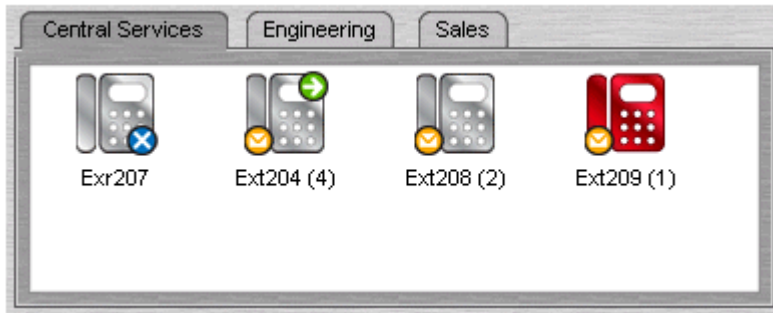 Central Services Engineering Sales
Exr207 Ext204 (4) Ext208 (2) Ext209 (1)